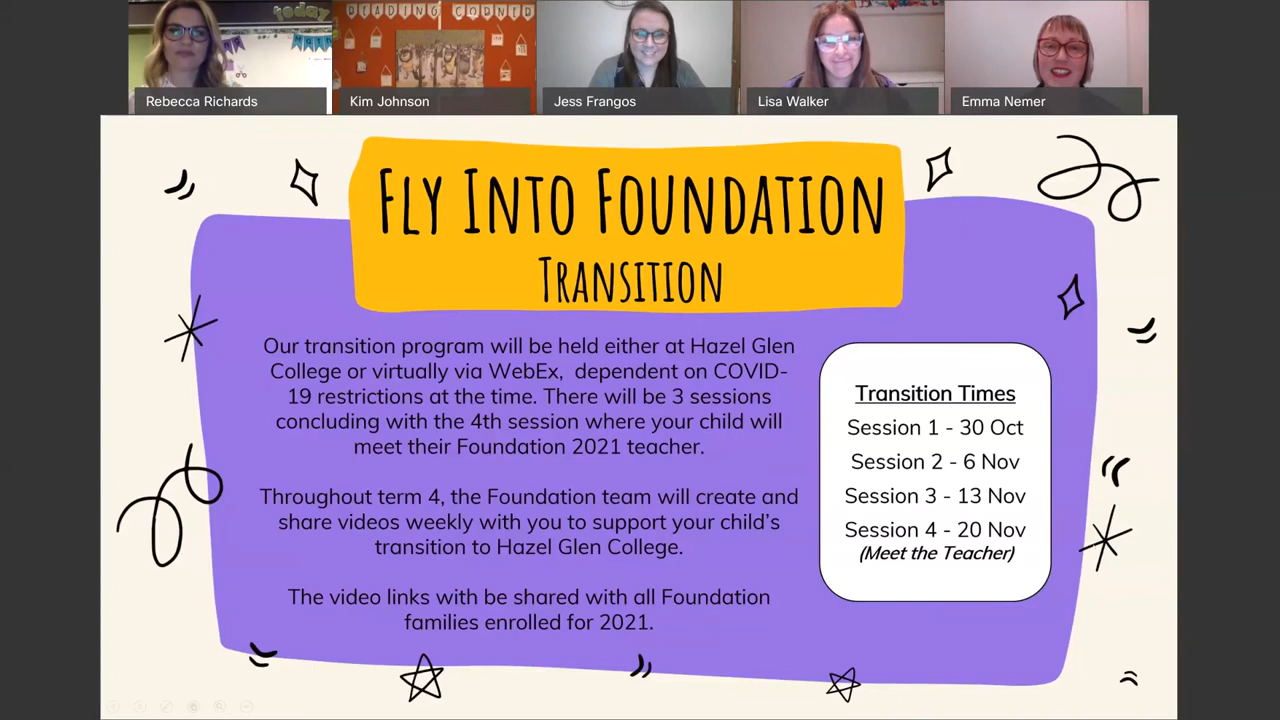 today
READING CORNER
Rebecca Richards
Kim Johnson
Jess Frangos
Lisa Walker
Emma Nemer
FLY INTO FOUNDATION
TRANSITION
Our transition program will be held either at Hazel Glen
College or virtually via WebEx, dependent on COVID-
19 restrictions at the time. There will be 3 sessions
concluding with the 4th session where your child will
meet their Foundation 2021 teacher.
Throughout term 4, the Foundation team will create and
share videos weekly with you to support your child's
transition to Hazel Glen College.
The video links with be shared with all Foundation
families enrolled for 2021.
Transition Times
Session 1 - 30 Oct
Session 2 - 6 Nov
Session 3 - 13 Nov
Session 4 - 20 Nov
(Meet the Teacher)